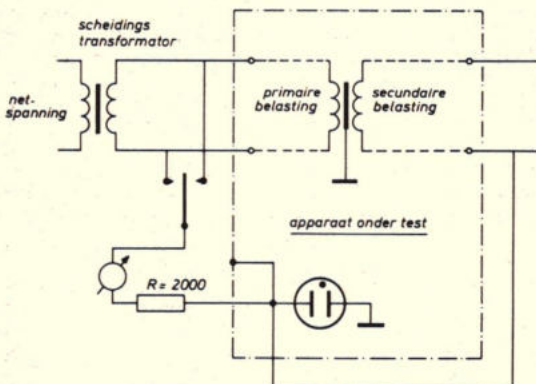 scheidings
transformator
net-
spanning
primaire
belasting
secundaire
belasting
apparaat onder test
R = 2000